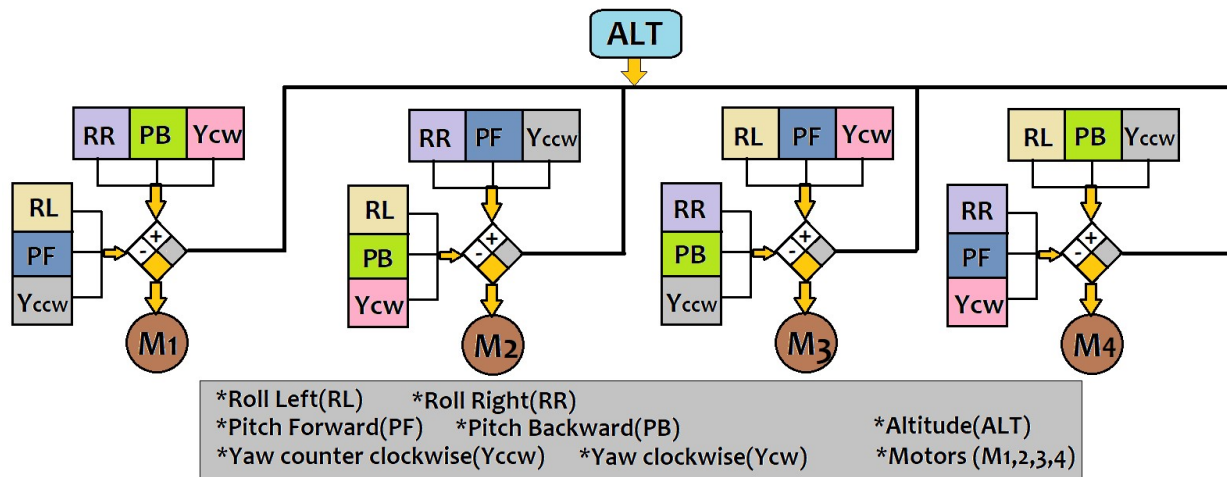 ALT
RR PB Ycw
RR PF Yccw
RL PF Ycw
RL PB Yccw
RL
PF
Yccw
+
-
M1
RL
PB
Ycw
+
-
M2
RR
PB
Yccw
+
-
M3
RR
PF
Ycw
+
-
M4
*Roll Left(RL) *Roll Right(RR)
*Pitch Forward(PF) *Pitch Backward(PB) *Altitude(ALT)
*Yaw counter clockwise(Yccw) *Yaw clockwise(Ycw) *Motors (M1,2,3,4)